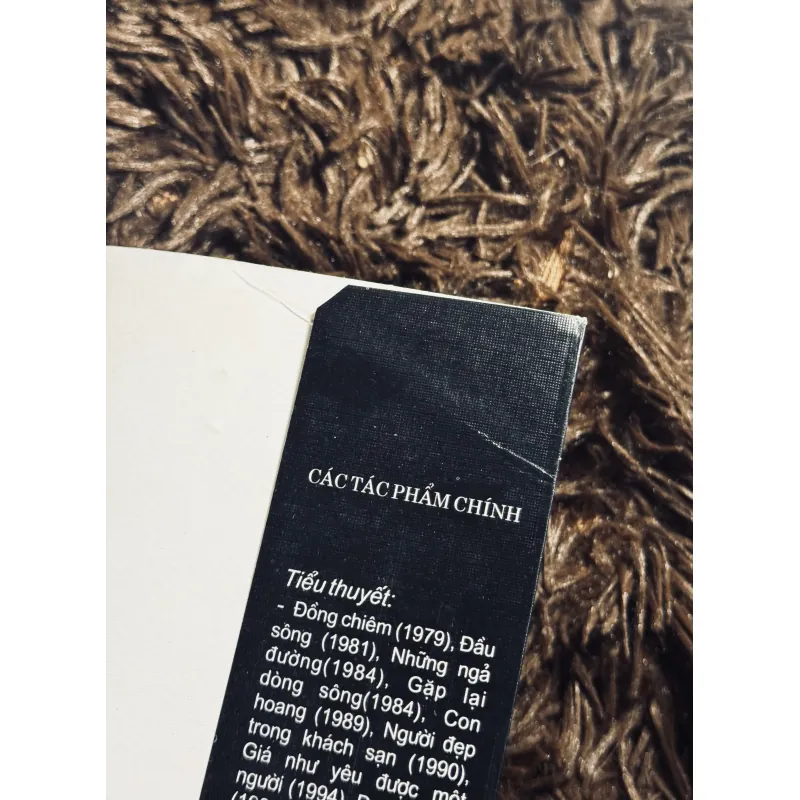 CÁC TÁC PHẨM CHÍNH
Tiểu thuyết:
- Đồng chiêm (1979), Đầu
sông (1981), Những ngả
đường(1984), Gặp lại
dòng sông(1984), Con
hoang (1989), Người đẹp
trong khách sạn (1990),
Giá như yêu được một
người (1994)